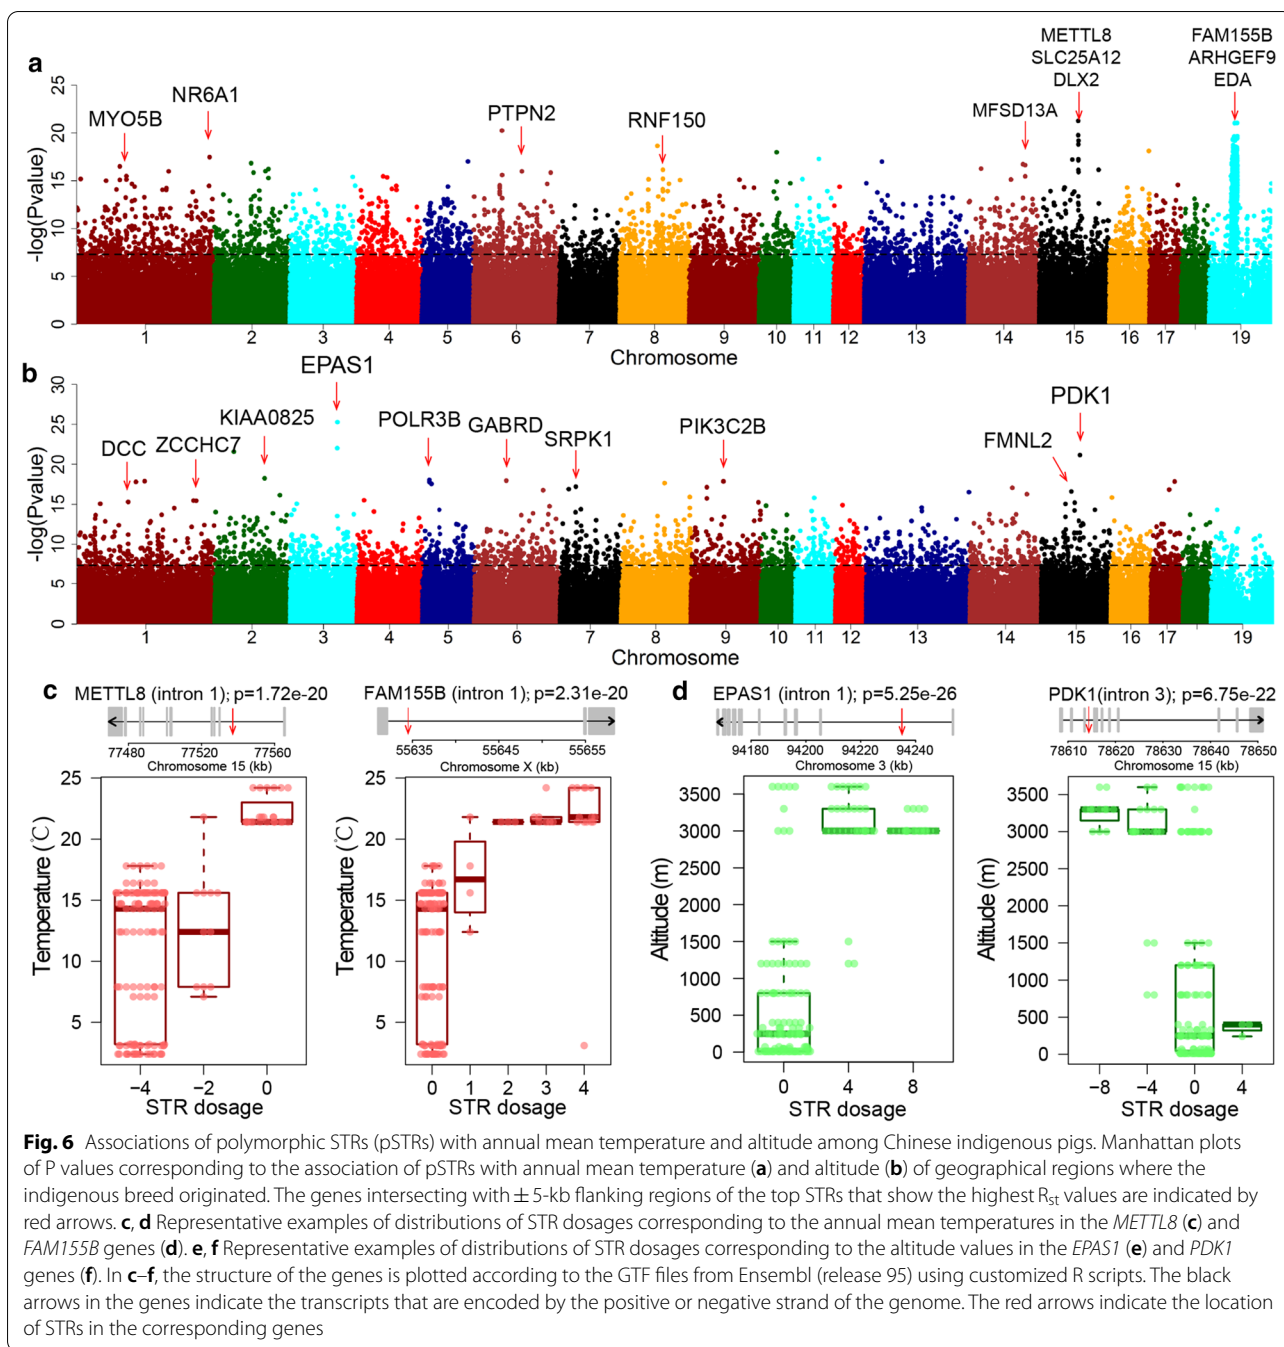 a
METTL8
SLC25A12
DLX2
FAM155B
ARHGEF9
EDA
NR6A1
MYO5B
PTPN2
RNF150
MFSD13A
25
20
15
10
5
0
-log(Pvalue)
1 2 3 4 5 6 7 8 9 10 11 12 13 14 15 16 17 19
Chromosome
b
EPAS1
PDK1
KIAA0825
POLR3B
GABRD
SRPK1
PIK3C2B
FMNL2
DCC
ZCCHC7
30
25
20
15
10
5
0
-log(Pvalue)
1 2 3 4 5 6 7 8 9 10 11 12 13 14 15 16 17 19
Chromosome
c
METTL8 (intron 1); p=1.72e-20
77480 77520 77560
Chromosome 15 (kb)
25
20
15
10
5
Temperature (℃)
−4 −2 0
STR dosage
FAM155B (intron 1); p=2.31e-20
55635 55645 55655
Chromosome X (kb)
25
20
15
10
5
Temperature (℃)
0 1 2 3 4
STR dosage
d
EPAS1 (intron 1); p=5.25e-26
94180 94200 94220 94240
Chromosome 3 (kb)
3500
3000
2500
2000
1500
1000
500
0
Altitude (m)
0 4 8
STR dosage
PDK1(intron 3); p=6.75e-22
78610 78620 78630 78640 78650
Chromosome 15 (kb)
3500
3000
2500
2000
1500
1000
500
0
Altitude (m)
−8 −4 0 4
STR dosage
Fig. 6 Associations of polymorphic STRs (pSTRs) with annual mean temperature and altitude among Chinese indigenous pigs. Manhattan plots
of P values corresponding to the association of pSTRs with annual mean temperature (a) and altitude (b) of geographical regions where the
indigenous breed originated. The genes intersecting with ± 5-kb flanking regions of the top STRs that show the highest Rst values are indicated by
red arrows. c, d Representative examples of distributions of STR dosages corresponding to the annual mean temperatures in the METTL8 (c) and
FAM155B genes (d). e, f Representative examples of distributions of STR dosages corresponding to the altitude values in the EPAS1 (e) and PDK1
genes (f). In c–f, the structure of the genes is plotted according to the GTF files from Ensembl (release 95) using customized R scripts. The black
arrows in the genes indicate the transcripts that are encoded by the positive or negative strand of the genome. The red arrows indicate the location
of STRs in the corresponding genes